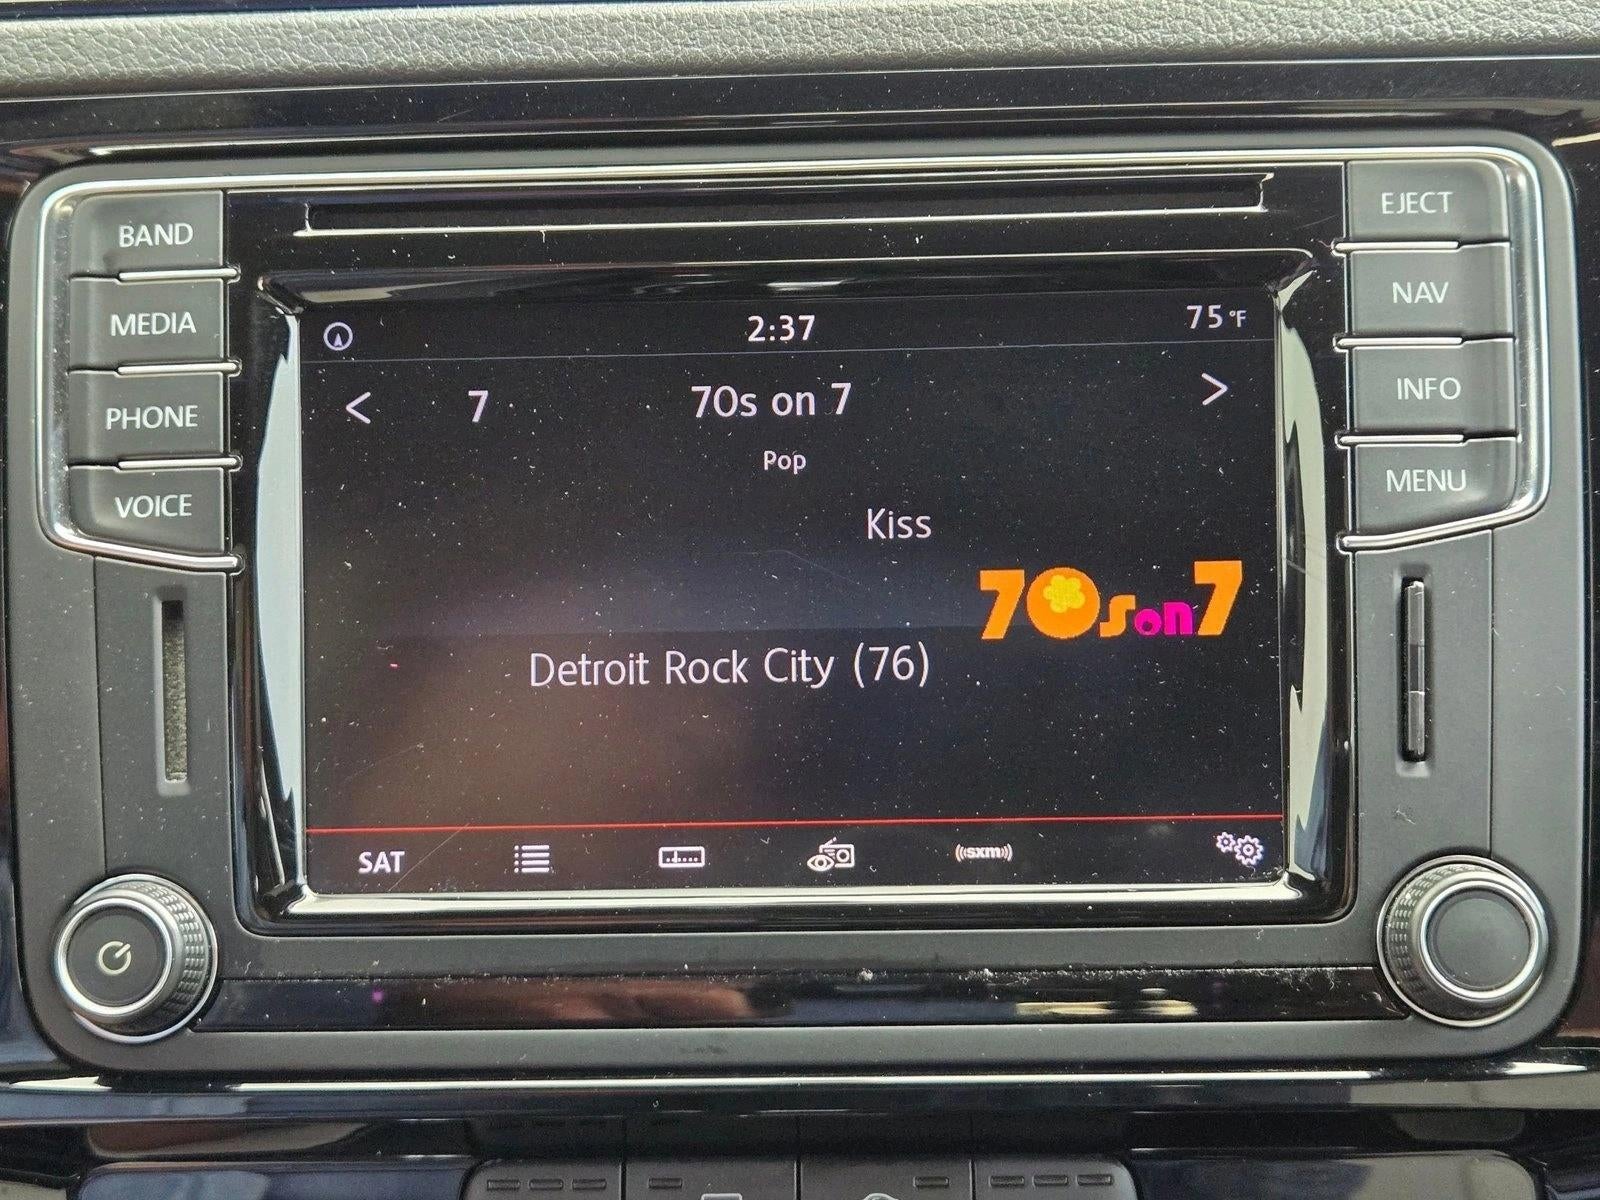 BAND
MEDIA
PHONE
VOICE
EJECT
NAV
INFO
MENU
2:37
75°F
< 7 70s on 7 >
Pop
Kiss
70s on 7
Detroit Rock City (76)
SAT
((sxm))